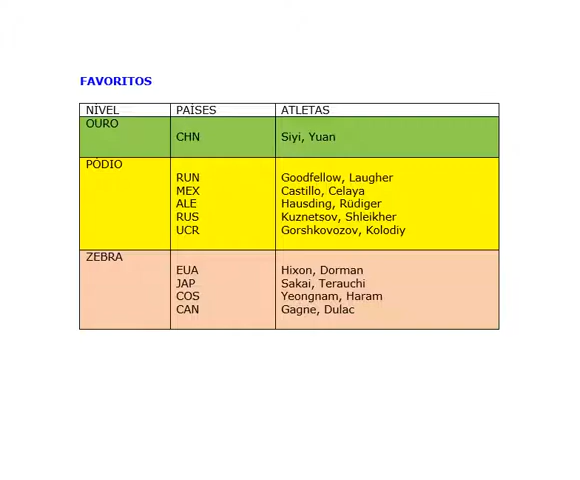 FAVORITOS
NÍVEL PAÍSES ATLETAS
OURO
CHN Siyi, Yuan
PÓDIO
RUN Goodfellow, Laugher
MEX Castillo, Celaya
ALE Hausding, Rüdiger
RUS Kuznetsov, Shleikher
UCR Gorshkovozov, Kolodiy
ZEBRA
EUA Hixon, Dorman
JAP Sakai, Terauchi
COS Yeongnam, Haram
CAN Gagne, Dulac